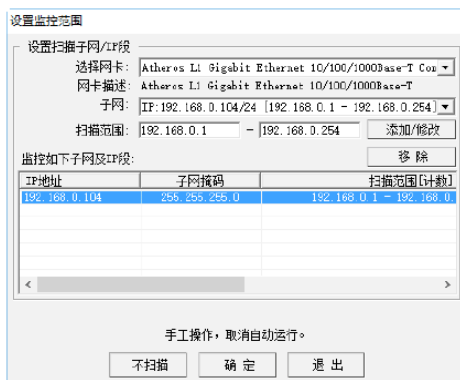 设置监控范围
设置扫描子网/IP段
选择网卡: Atheros L1 Gigabit Ethernet 10/100/1000Base-T Con
网卡描述: Atheros L1 Gigabit Ethernet 10/100/1000Base-T
子网: IP:192.168.0.104/24 [192.168.0.1 - 192.168.0.254]
扫描范围: 192.168.0.1 - 192.168.0.254 添加/修改
监控如下子网及IP段: 移 除
IP地址 子网掩码 扫描范围[计数]
192.168.0.104 255.255.255.0 192.168.0.1 - 192.168.0.
手工操作，取消自动运行。
不扫描 确 定 退 出